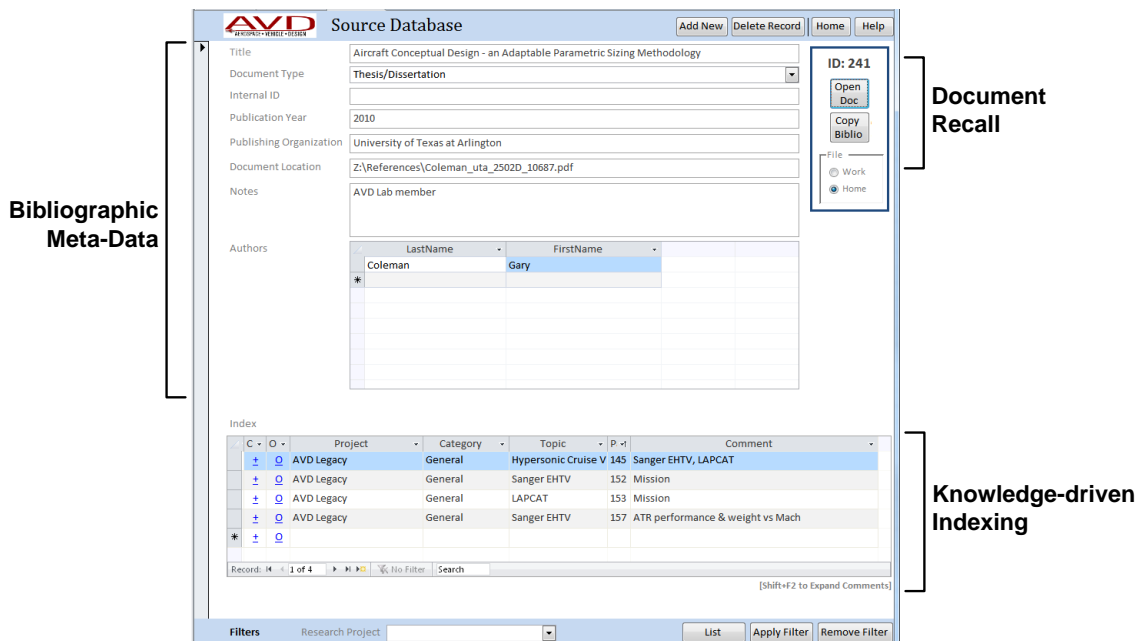 AVD
AEROSPACE • VEHICLE • DESIGN
Source Database
Add New Delete Record Home Help
Title Aircraft Conceptual Design - an Adaptable Parametric Sizing Methodology
Document Type Thesis/Dissertation
Internal ID
Publication Year 2010
Publishing Organization University of Texas at Arlington
Document Location Z:\References\Coleman_uta_2502D_10687.pdf
Notes AVD Lab member
Authors LastName FirstName
Coleman Gary
*
ID: 241
Open
Doc
Copy
Biblio
File
Work
Home
Document
Recall
Bibliographic
Meta-Data
Index
C O Project Category Topic P Comment
+ O AVD Legacy General Hypersonic Cruise V 145 Sanger EHTV, LAPCAT
+ O AVD Legacy General Sanger EHTV 152 Mission
+ O AVD Legacy General LAPCAT 153 Mission
+ O AVD Legacy General Sanger EHTV 157 ATR performance & weight vs Mach
* + O
Record: 1 of 4 No Filter Search
[Shift+F2 to Expand Comments]
Knowledge-driven
Indexing
Filters Research Project List Apply Filter Remove Filter